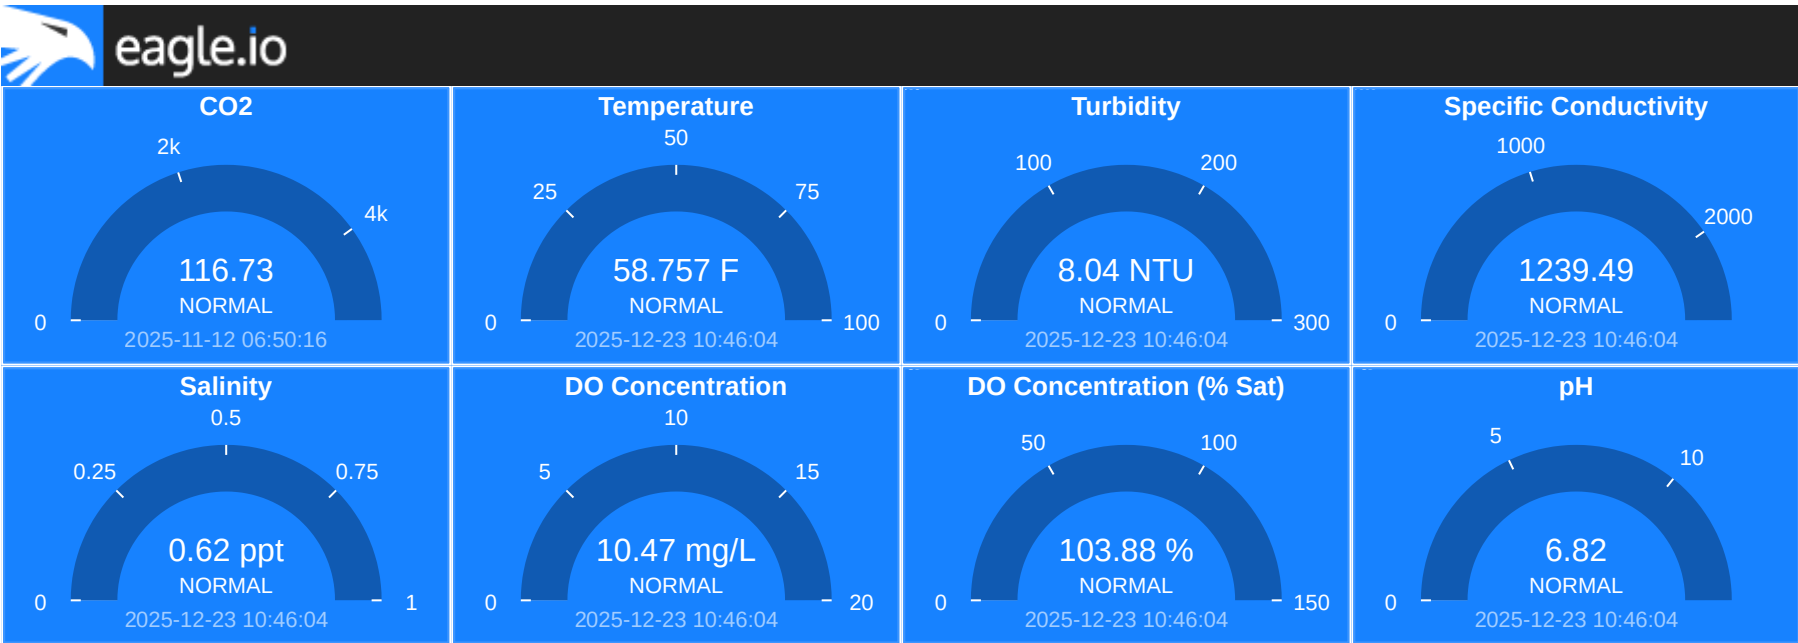 eagle.io
CO2
2k
4k
116.73
NORMAL
0
2025-11-12 06:50:16
Temperature
50
25
75
58.757 F
NORMAL
0
100
2025-12-23 10:46:04
Turbidity
100
200
8.04 NTU
NORMAL
0
300
2025-12-23 10:46:04
Specific Conductivity
1000
2000
1239.49
NORMAL
0
2025-12-23 10:46:04
Salinity
0.5
0.25
0.75
0.62 ppt
NORMAL
0
1
2025-12-23 10:46:04
DO Concentration
10
5
15
10.47 mg/L
NORMAL
0
20
2025-12-23 10:46:04
DO Concentration (% Sat)
50
100
103.88 %
NORMAL
0
150
2025-12-23 10:46:04
pH
5
10
6.82
NORMAL
0
2025-12-23 10:46:04